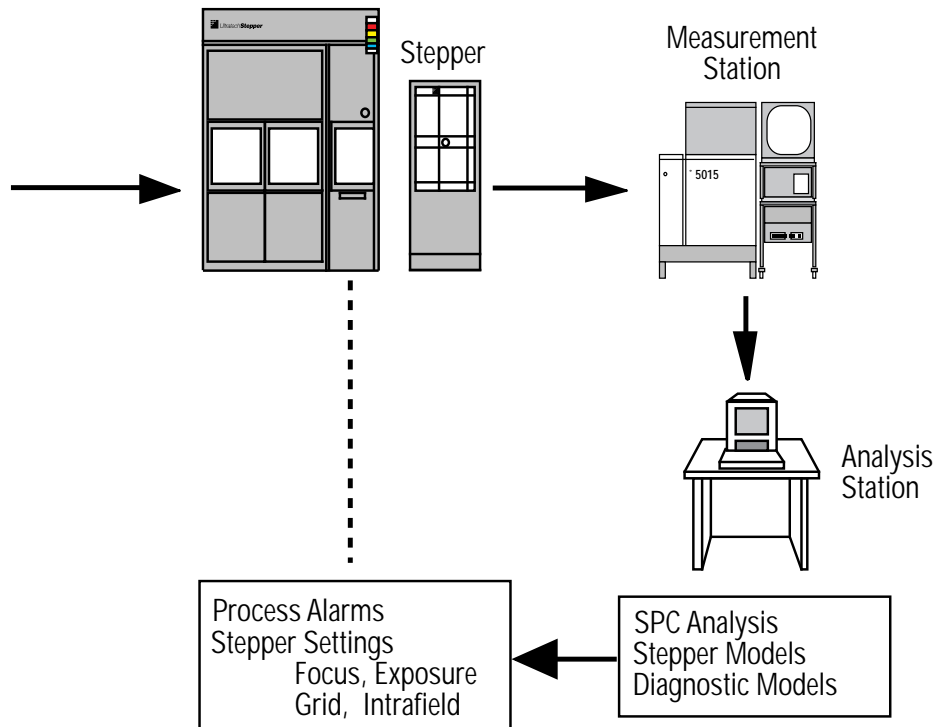 UltratechStepper
Stepper
Measurement
Station
5015
Analysis
Station
Process Alarms
Stepper Settings
Focus, Exposure
Grid, Intrafield
SPC Analysis
Stepper Models
Diagnostic Models